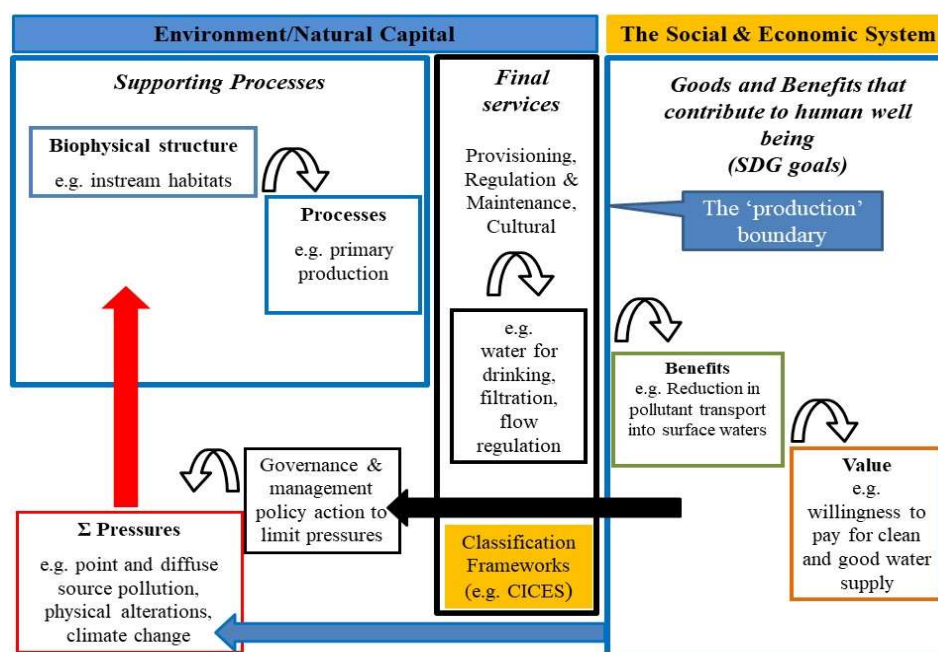 Environment/Natural Capital
The Social & Economic System
Supporting Processes
Biophysical structure
e.g. instream habitats
Processes
e.g. primary
production
Final
services
Provisioning,
Regulation &
Maintenance,
Cultural
e.g.
water for
drinking,
filtration,
flow
regulation
Classification
Frameworks
(e.g. CICES)
Goods and Benefits that
contribute to human well
being
(SDG goals)
The ‘production’
boundary
Benefits
e.g. Reduction in
pollutant transport
into surface waters
Value
e.g.
willingness to
pay for clean
and good water
supply
Governance &
management
policy action to
limit pressures
Σ Pressures
e.g. point and diffuse
source pollution,
physical alterations,
climate change